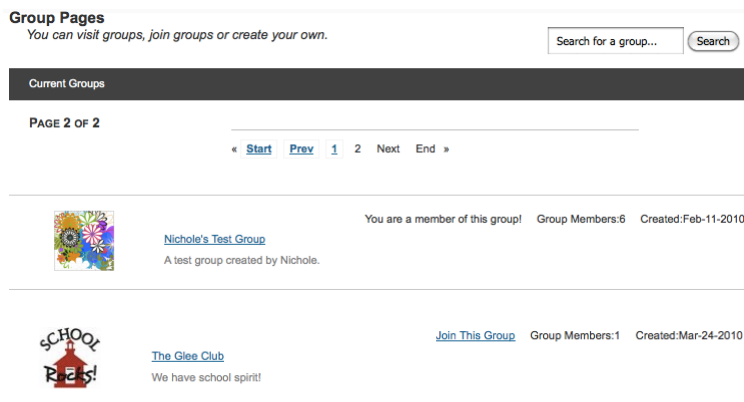 Group Pages
You can visit groups, join groups or create your own.
Search for a group... Search
Current Groups
PAGE 2 OF 2
« Start Prev 1 2 Next End »
You are a member of this group! Group Members:6 Created:Feb-11-2010
Nichole's Test Group
A test group created by Nichole.
SCHOOL
Rocks!
Join This Group Group Members:1 Created:Mar-24-2010
The Glee Club
We have school spirit!